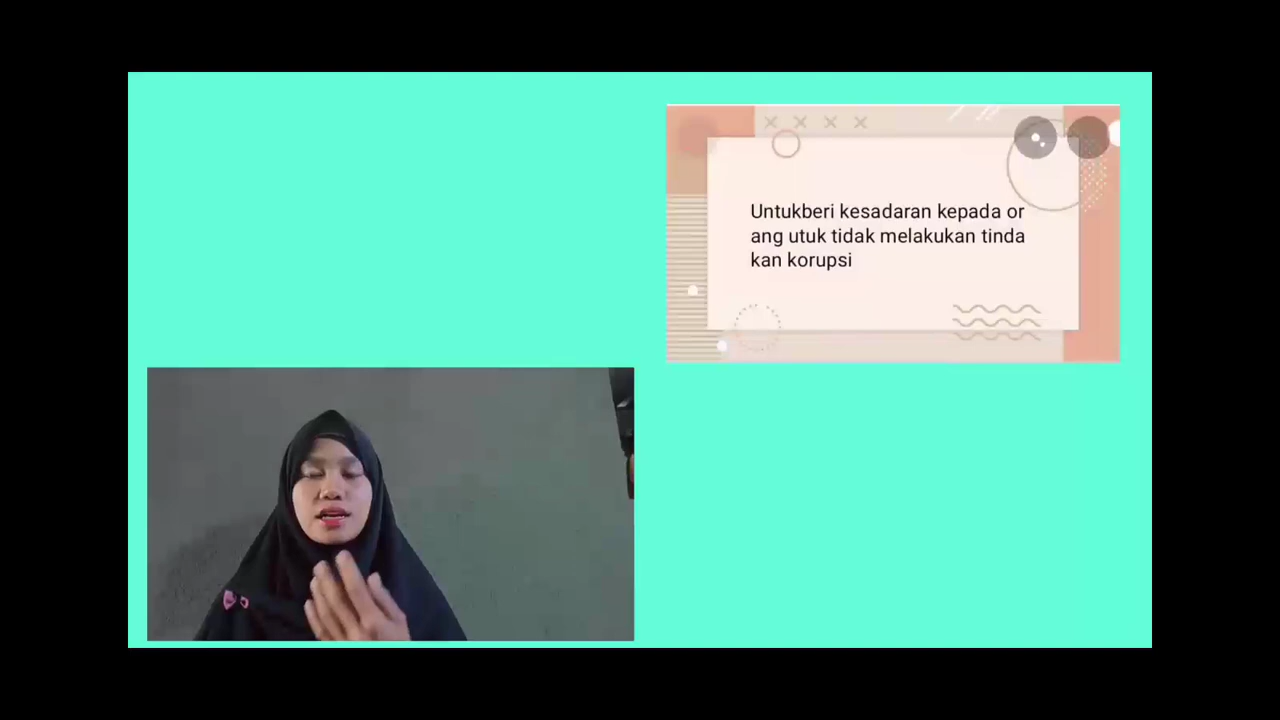 Untukberi kesadaran kepada or
ang utuk tidak melakukan tinda
kan korupsi